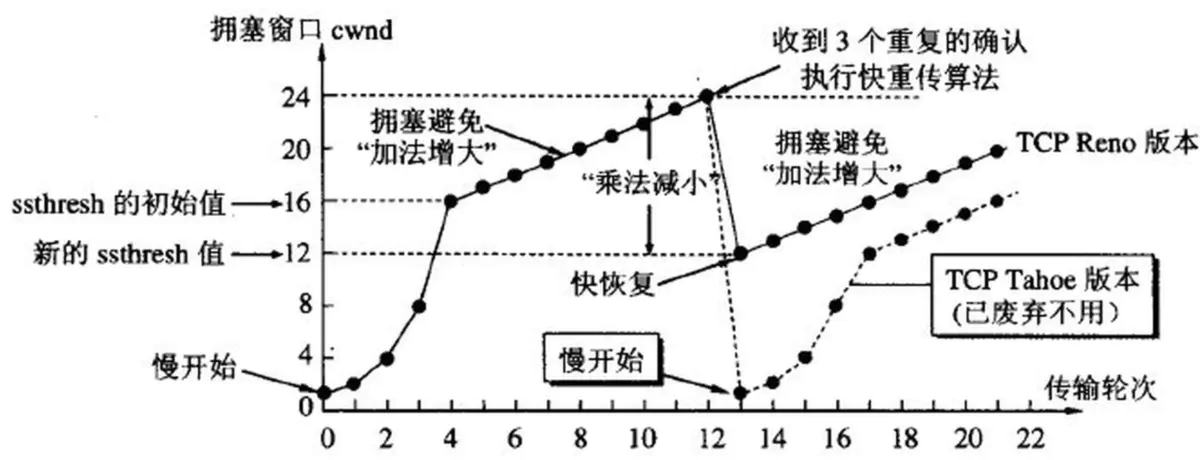 拥塞窗口 cwnd
收到 3 个重复的确认
执行快重传算法
24
拥塞避免
“加法增大”
20
拥塞避免
“加法增大”
TCP Reno 版本
“乘法减小”
ssthresh 的初始值
16
新的 ssthresh 值
12
快恢复
TCP Tahoe 版本
(已废弃不用)
8
4
慢开始
慢开始
传输轮次
0
0 2 4 6 8 10 12 14 16 18 20 22